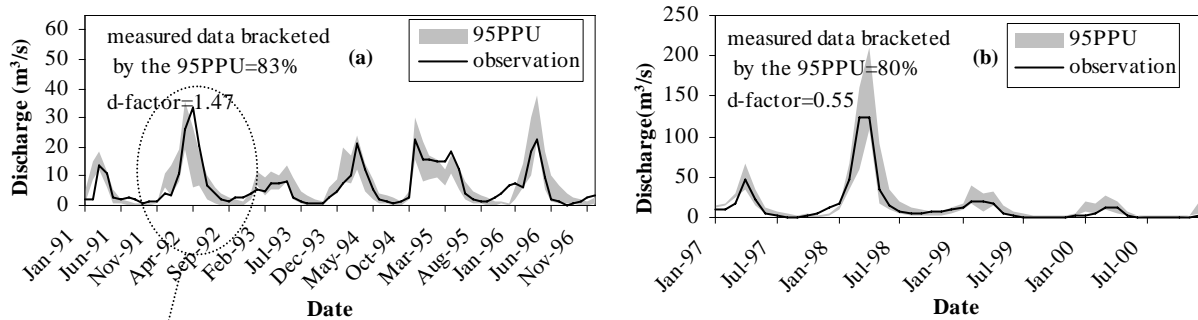 60
50
40
30
20
10
0
Discharge (m³/s)
measured data bracketed
by the 95PPU=83%
d-factor=1.47
(a)
95PPU
observation
Jan-91
Jun-91
Nov-91
Apr-92
Sep-92
Feb-93
Jul-93
Dec-93
May-94
Oct-94
Mar-95
Aug-95
Jan-96
Jun-96
Nov-96
Date
250
200
150
100
50
0
Discharge(m³/s)
measured data bracketed
by the 95PPU=80%
d-factor=0.55
(b)
95PPU
observation
Jan-97
Jul-97
Jan-98
Jul-98
Jan-99
Jul-99
Jan-00
Jul-00
Date